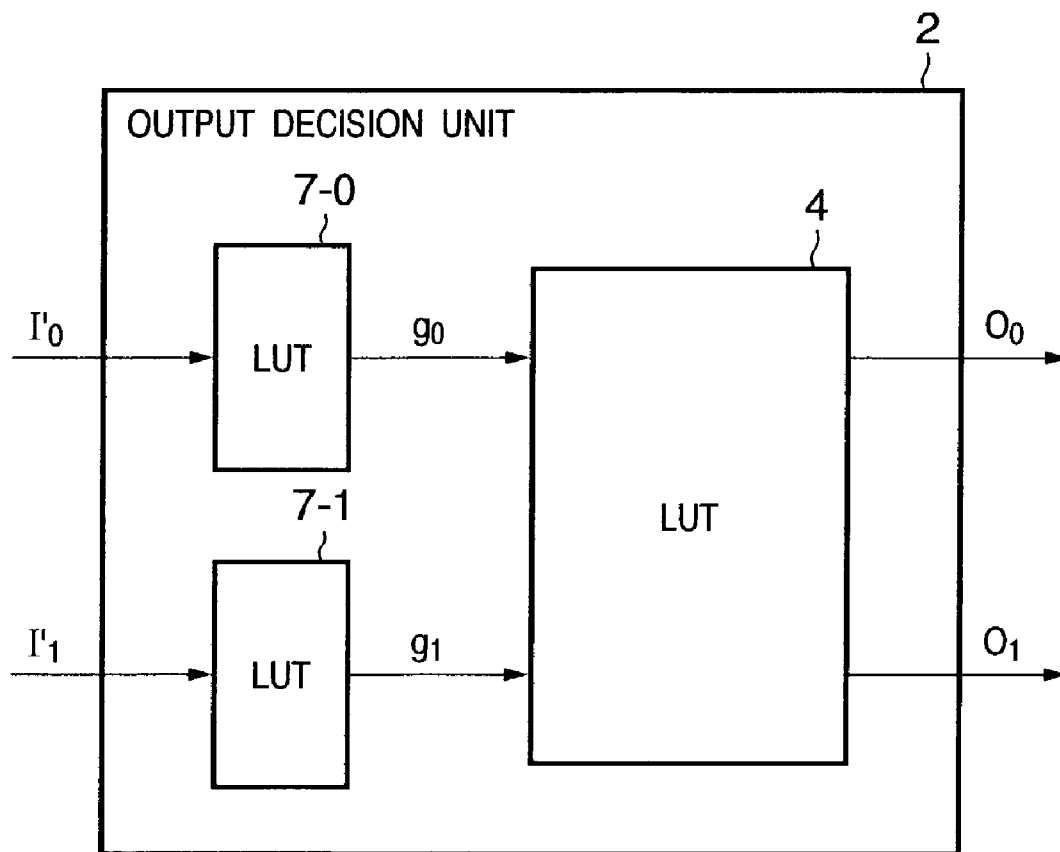 2
OUTPUT DECISION UNIT
7-0
4
I'₀
LUT
g₀
O₀
7-1
LUT
I'₁
LUT
g₁
O₁